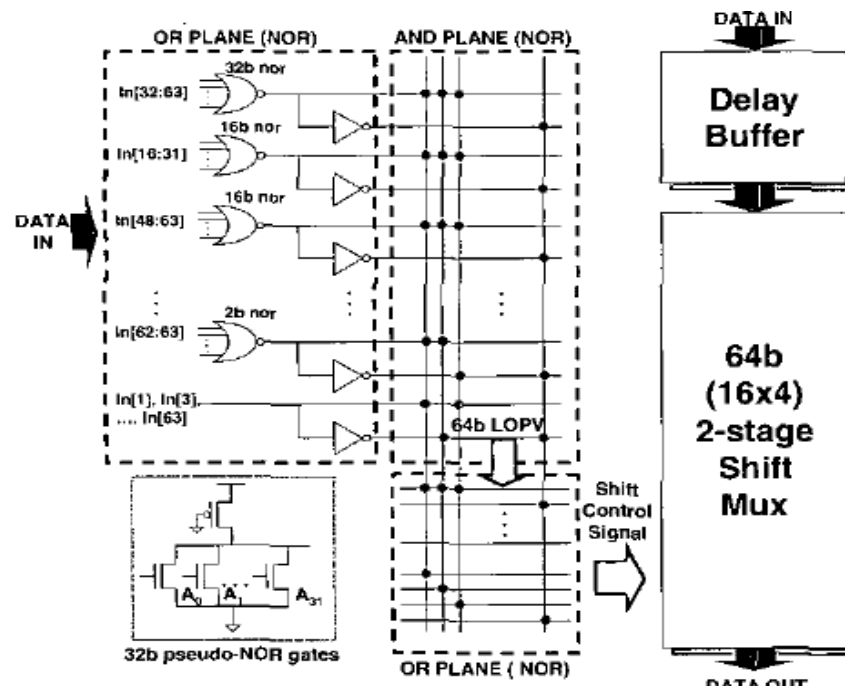 OR PLANE (NOR)
AND PLANE (NOR)
DATA IN
32b nor
In[32:63]
16b nor
In[16:31]
16b nor
In[48:63]
DATA
IN
2b nor
In[62:63]
In[1], In[3],
.... In[63]
64b LOPV
Delay
Buffer
64b
(16x4)
2-stage
Shift
Mux
Shift
Control
Signal
A0
A1
A31
32b pseudo-NOR gates
OR PLANE ( NOR)
DATA OUT